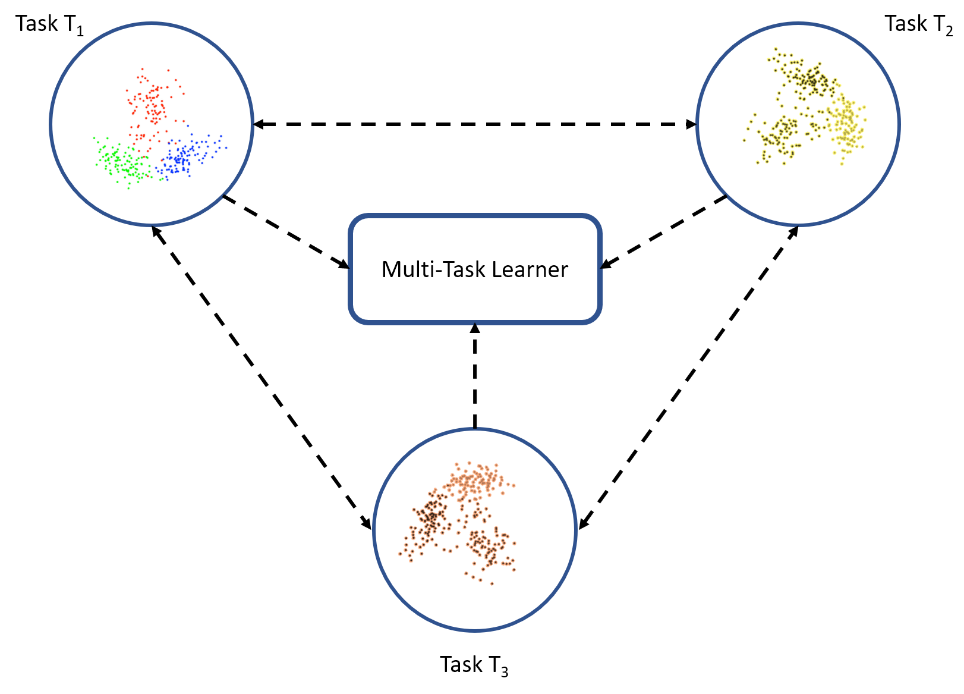 Task T₁
Task T₂
Multi-Task Learner
Task T₃